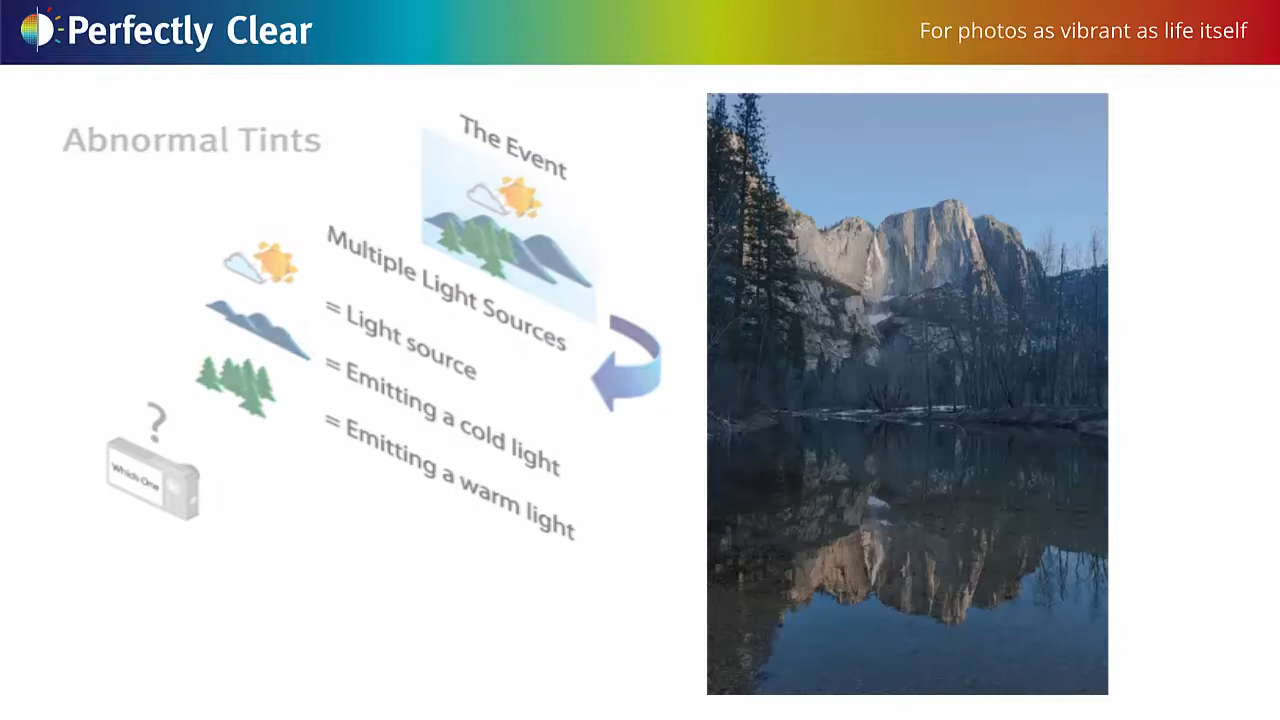 Perfectly Clear
For photos as vibrant as life itself
Abnormal Tints
The Event
Multiple Light Sources
= Light source
= Emitting a cold light
= Emitting a warm light
?
Which One